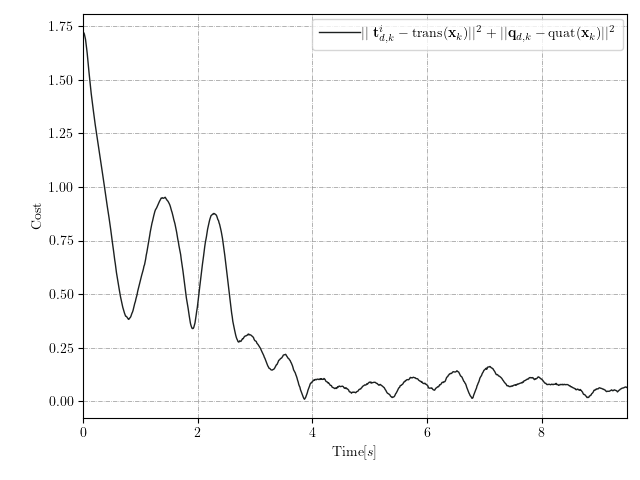 1.75
|| t^i_{d,k} − trans(x_k)||² + ||q_{d,k} − quat(x_k)||²
1.50
1.25
1.00
0.75
0.50
0.25
0.00
Cost
0 2 4 6 8
Time[s]